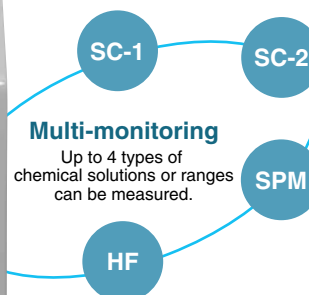 SC-1
SC-2
Multi-monitoring
Up to 4 types of
chemical solutions or ranges
can be measured.
SPM
HF